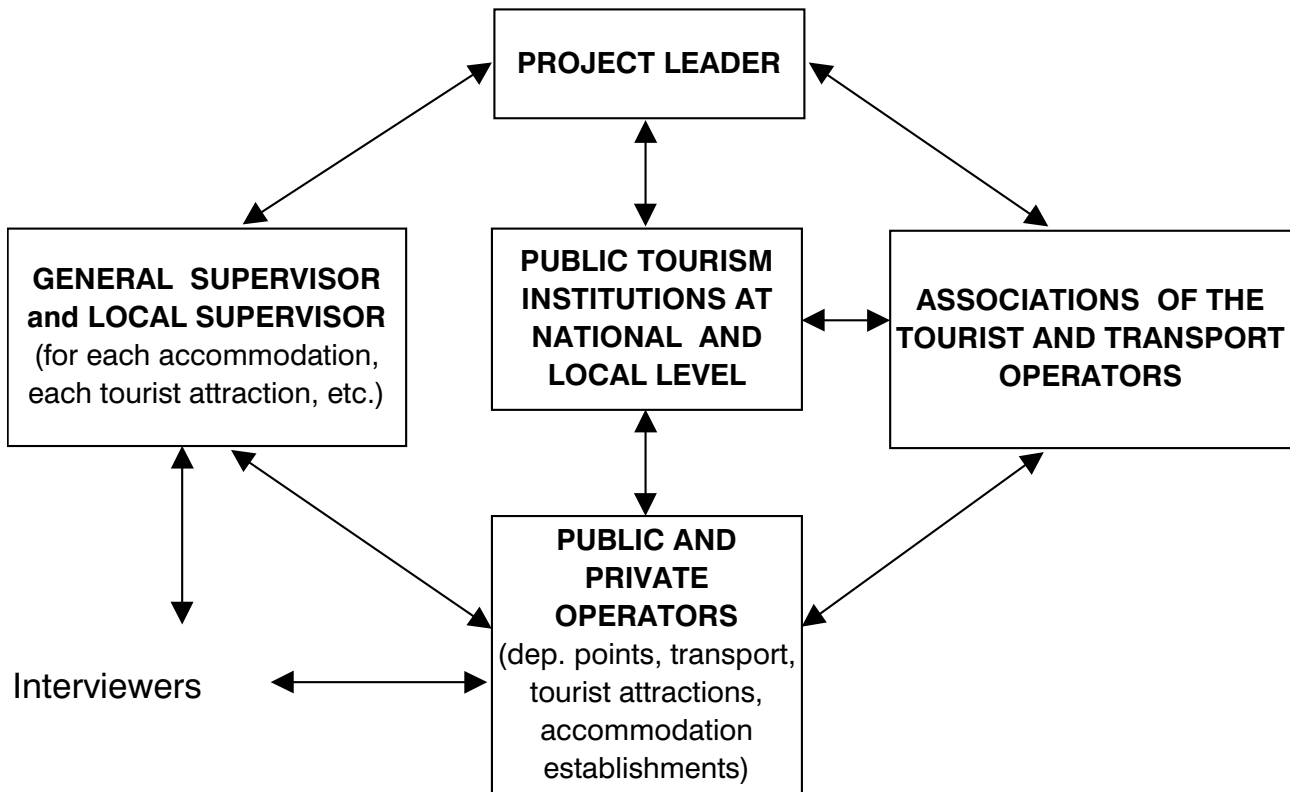 PROJECT LEADER
GENERAL SUPERVISOR
and LOCAL SUPERVISOR
(for each accommodation,
each tourist attraction, etc.)
PUBLIC TOURISM
INSTITUTIONS AT
NATIONAL AND
LOCAL LEVEL
ASSOCIATIONS OF THE
TOURIST AND TRANSPORT
OPERATORS
Interviewers
PUBLIC AND
PRIVATE
OPERATORS
(dep. points, transport,
tourist attractions,
accommodation
establishments)